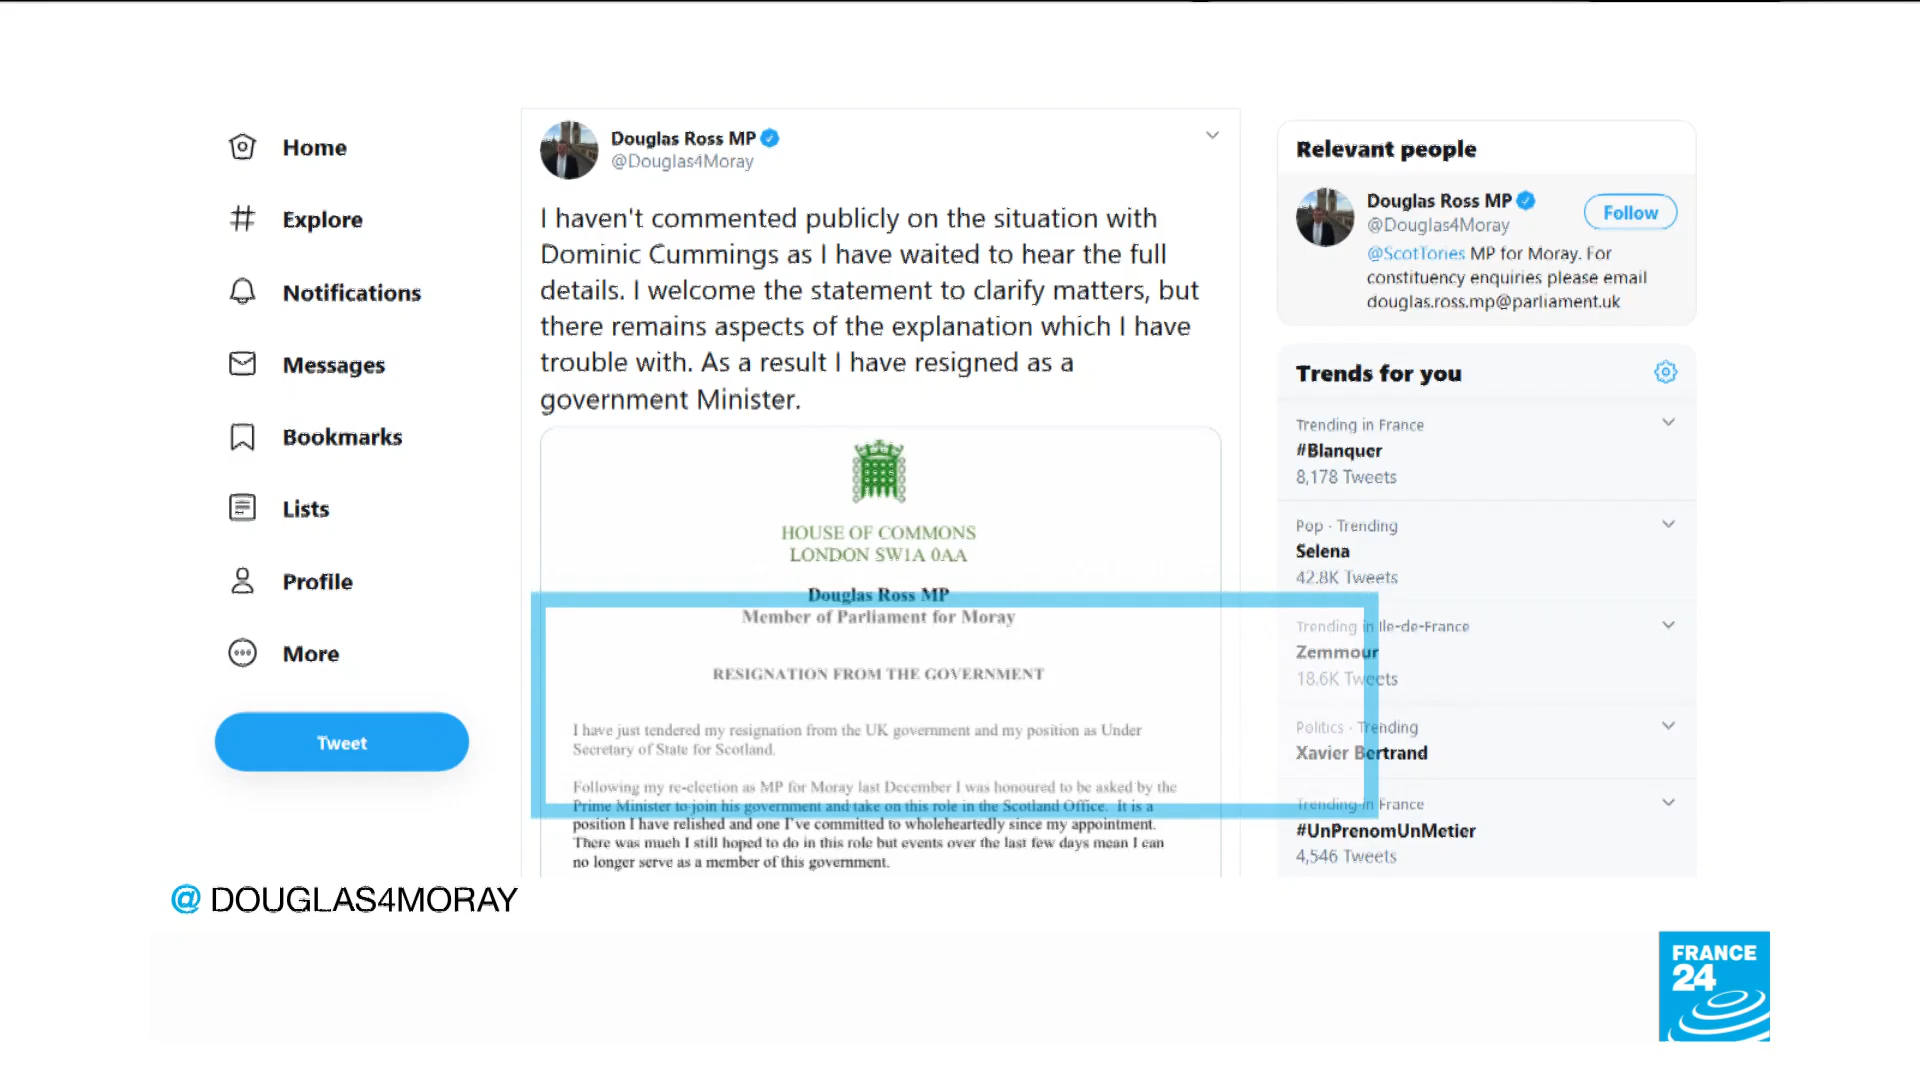 Home
Explore
Notifications
Messages
Bookmarks
Lists
Profile
More
Tweet
Douglas Ross MP
@Douglas4Moray
I haven't commented publicly on the situation with
Dominic Cummings as I have waited to hear the full
details. I welcome the statement to clarify matters, but
there remains aspects of the explanation which I have
trouble with. As a result I have resigned as a
government Minister.
HOUSE OF COMMONS
LONDON SW1A 0AA
Douglas Ross MP
Member of Parliament for Moray
RESIGNATION FROM THE GOVERNMENT
I have just tendered my resignation from the UK government and my position as Under
Secretary of State for Scotland.
Following my re-election as MP for Moray last December I was honoured to be asked by the
Prime Minister to join his government and take on this role in the Scotland Office. It is a
position I have relished and one I've committed to wholeheartedly since my appointment.
There was much I still hoped to do in this role but events over the last few days mean I can
no longer serve as a member of this government.
Relevant people
Douglas Ross MP
@Douglas4Moray
Follow
@ScotTories MP for Moray. For
constituency enquiries please email
douglas.ross.mp@parliament.uk
Trends for you
Trending in France
#Blanquer
8,178 Tweets
Pop · Trending
Selena
42.8K Tweets
Trending in Ile-de-France
Zemmour
18.6K Tweets
Politics · Trending
Xavier Bertrand
Trending in France
#UnPrenomUnMetier
4,546 Tweets
@ DOUGLAS4MORAY
FRANCE
24